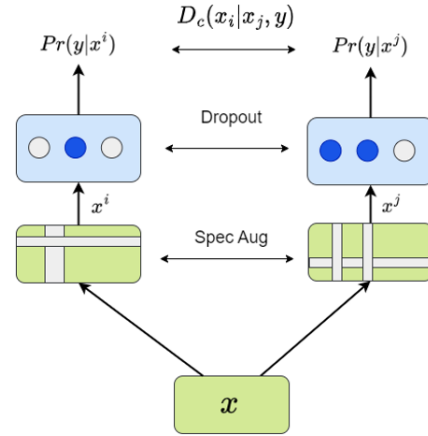 $D_c(x_i|x_j, y)$
$Pr(y|x^i)$
$Pr(y|x^j)$
Dropout
$x^i$
$x^j$
Spec Aug
$x$